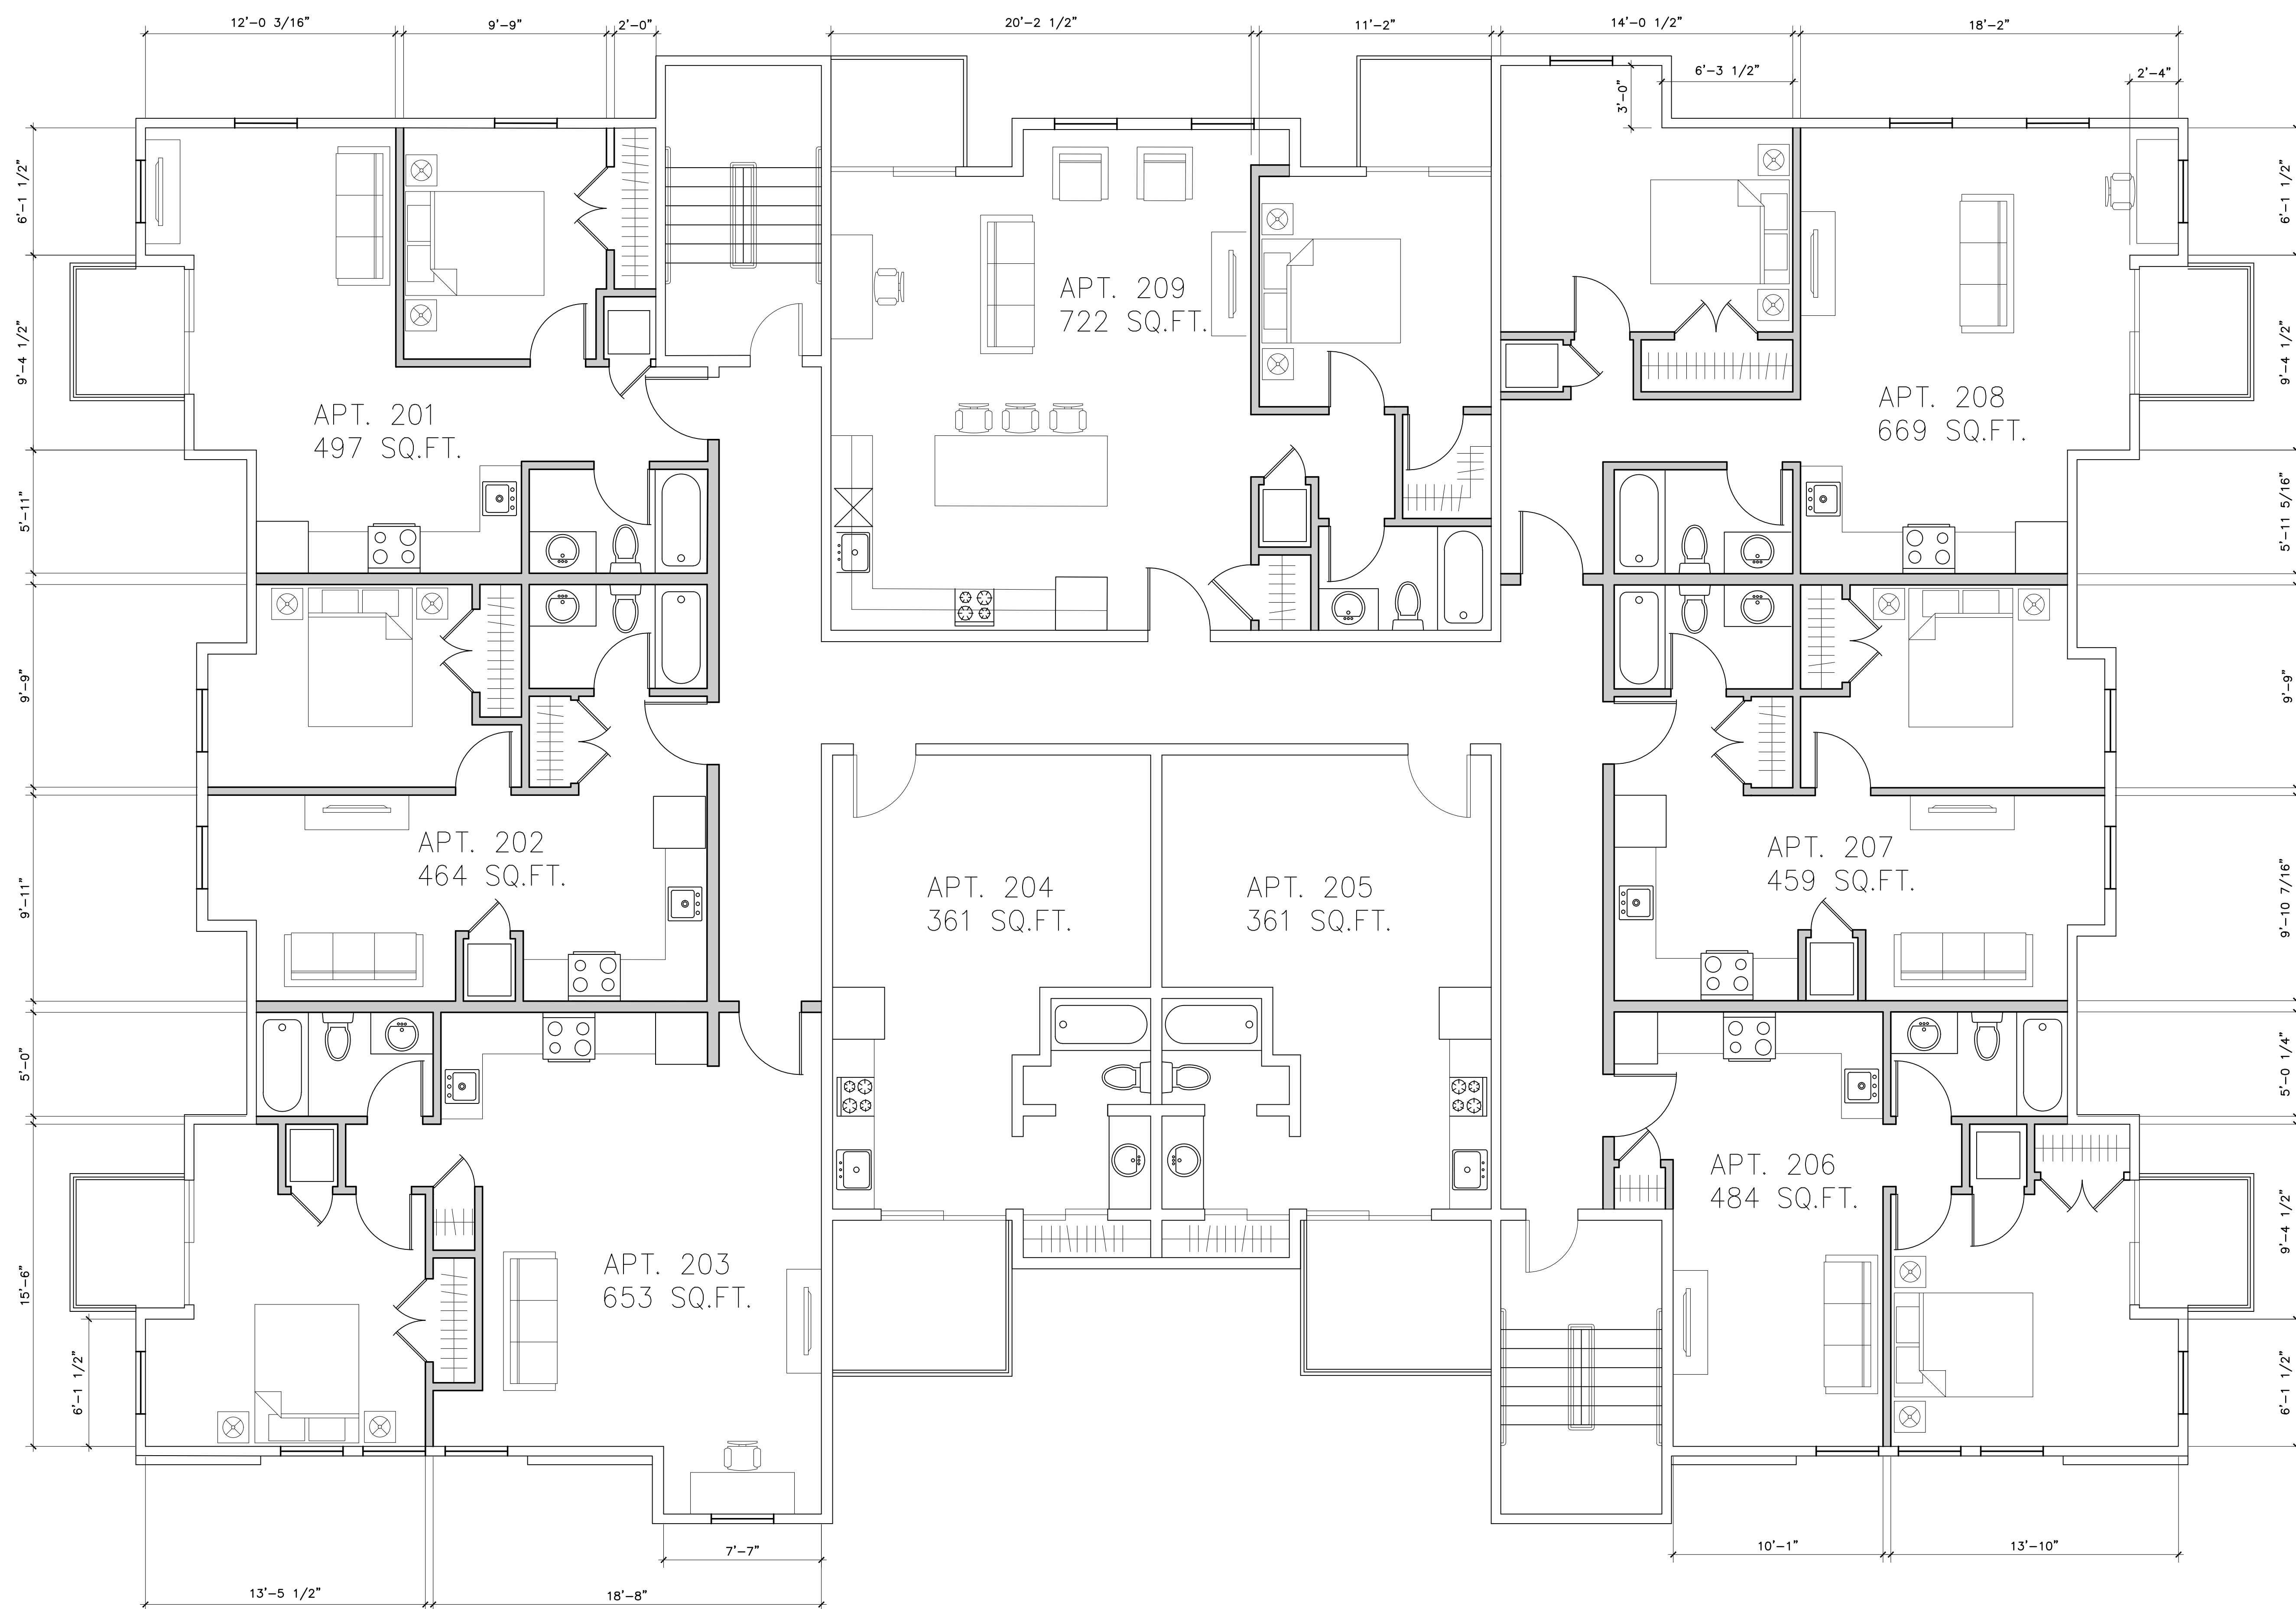 12'-0 3/16"
9'-9"
2'-0"
20'-2 1/2"
11'-2"
14'-0 1/2"
18'-2"
6'-3 1/2"
2'-4"
3'-0"
6'-1 1/2"
6'-1 1/2"
9'-4 1/2"
9'-4 1/2"
APT. 209
722 SQ.FT.
APT. 201
497 SQ.FT.
APT. 208
669 SQ.FT.
5'-11"
5'-11 5/16"
9'-9"
9'-9"
APT. 202
464 SQ.FT.
APT. 207
459 SQ.FT.
APT. 204
361 SQ.FT.
APT. 205
361 SQ.FT.
9'-11"
9'-10 7/16"
5'-0"
5'-0 1/4"
APT. 206
484 SQ.FT.
9'-4 1/2"
APT. 203
653 SQ.FT.
15'-6"
6'-1 1/2"
6'-1 1/2"
7'-7"
10'-1"
13'-10"
13'-5 1/2"
18'-8"